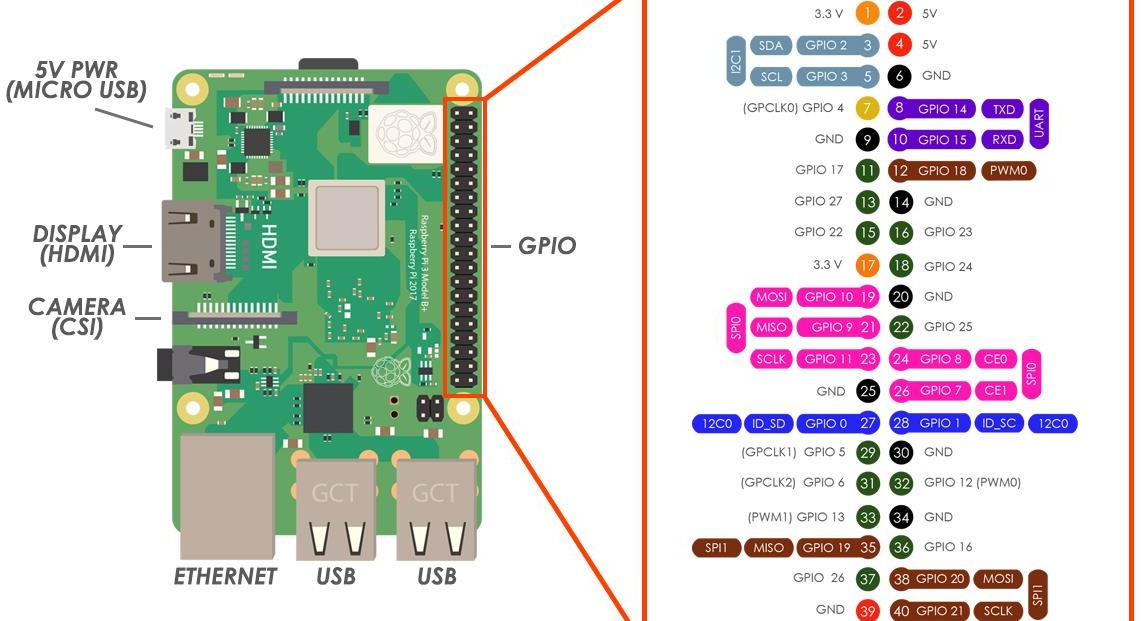 5V PWR
(MICRO USB)
DISPLAY
(HDMI)
CAMERA
(CSI)
HDMI
Raspberry Pi 3 Model B+
Raspberry Pi 2017
GPIO
GCT
GCT
ETHERNET
USB
USB
3.3 V 1 2 5V
I2C1
SDA GPIO 2 3 4 5V
SCL GPIO 3 5 6 GND
(GPCLK0) GPIO 4 7 8 GPIO 14 TXD
UART
GND 9 10 GPIO 15 RXD
GPIO 17 11 12 GPIO 18 PWM0
GPIO 27 13 14 GND
GPIO 22 15 16 GPIO 23
3.3 V 17 18 GPIO 24
MOSI GPIO 10 19 20 GND
SPI0
MISO GPIO 9 21 22 GPIO 25
SCLK GPIO 11 23 24 GPIO 8 CE0
SPI0
GND 25 26 GPIO 7 CE1
12C0 ID_SD GPIO 0 27 28 GPIO 1 ID_SC 12C0
(GPCLK1) GPIO 5 29 30 GND
(GPCLK2) GPIO 6 31 32 GPIO 12 (PWM0)
(PWM1) GPIO 13 33 34 GND
SPI1 MISO GPIO 19 35 36 GPIO 16
GPIO 26 37 38 GPIO 20 MOSI
SPI1
GND 39 40 GPIO 21 SCLK